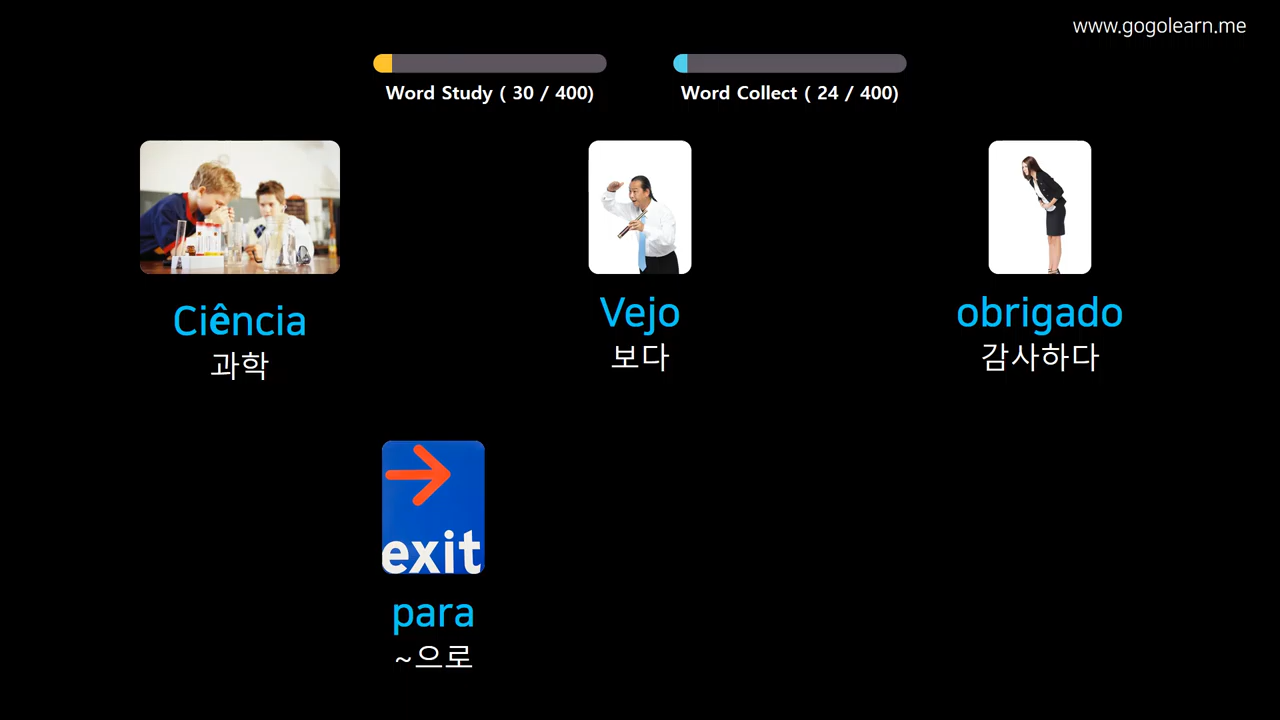 www.gogolearn.me
Word Study ( 30 / 400)
Word Collect ( 24 / 400)
Ciência
과학
Vejo
보다
obrigado
감사하다
exit
para
~으로